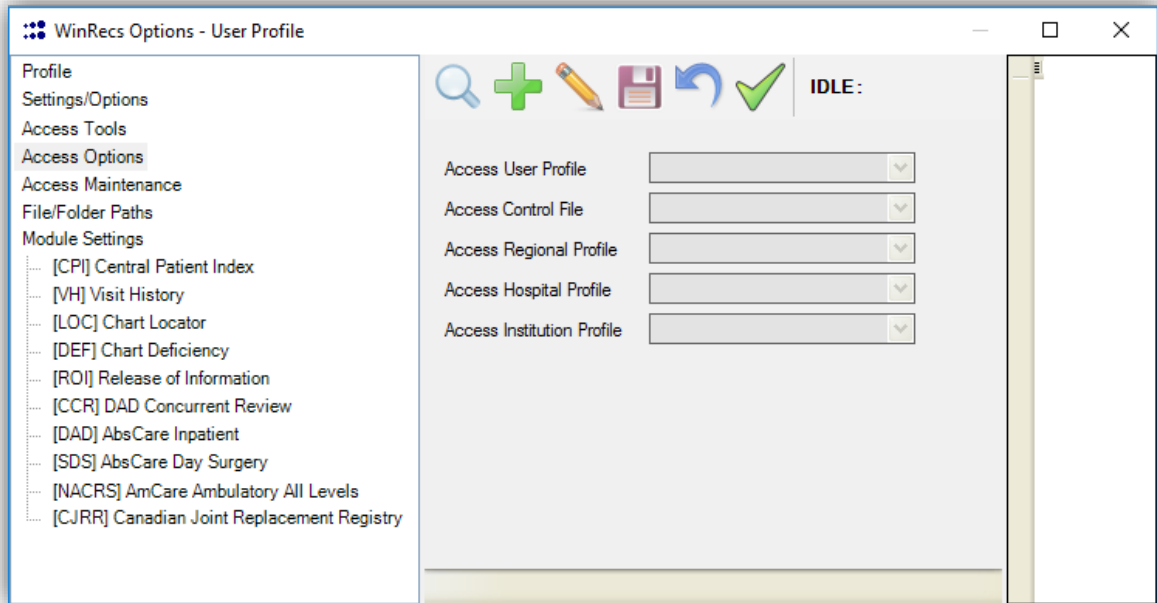 WinRecs Options - User Profile
Profile
Settings/Options
Access Tools
Access Options
Access Maintenance
File/Folder Paths
Module Settings
[CPI] Central Patient Index
[VH] Visit History
[LOC] Chart Locator
[DEF] Chart Deficiency
[ROI] Release of Information
[CCR] DAD Concurrent Review
[DAD] AbsCare Inpatient
[SDS] AbsCare Day Surgery
[NACRS] AmCare Ambulatory All Levels
[CJRR] Canadian Joint Replacement Registry
IDLE :
Access User Profile
Access Control File
Access Regional Profile
Access Hospital Profile
Access Institution Profile